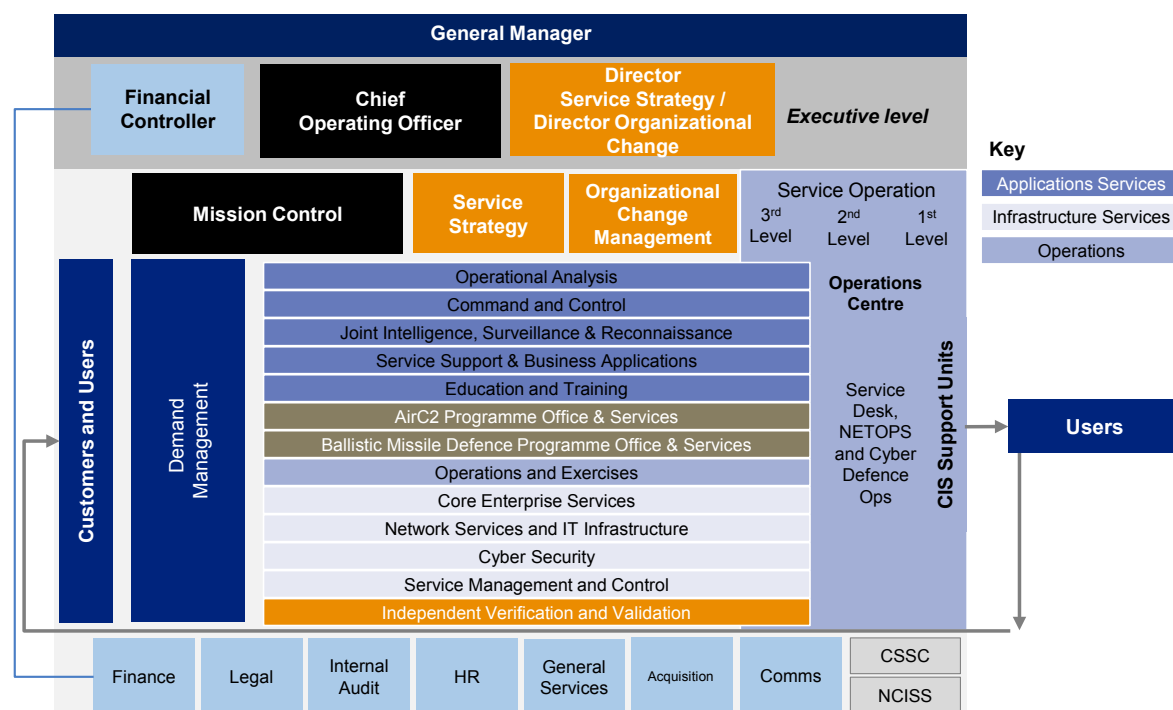 General Manager
Financial
Controller
Chief
Operating Officer
Director
Service Strategy /
Director Organizational
Change
Executive level
Key
Applications Services
Infrastructure Services
Operations
Mission Control
Service
Strategy
Organizational
Change
Management
Service Operation
3rd
Level
2nd
Level
1st
Level
Customers and Users
Demand
Management
Operational Analysis
Command and Control
Joint Intelligence, Surveillance & Reconnaissance
Service Support & Business Applications
Education and Training
AirC2 Programme Office & Services
Ballistic Missile Defence Programme Office & Services
Operations and Exercises
Core Enterprise Services
Network Services and IT Infrastructure
Cyber Security
Service Management and Control
Independent Verification and Validation
Operations
Centre
Service
Desk,
NETOPS
and Cyber
Defence
Ops
CIS Support Units
Users
Finance
Legal
Internal
Audit
HR
General
Services
Acquisition
Comms
CSSC
NCISS